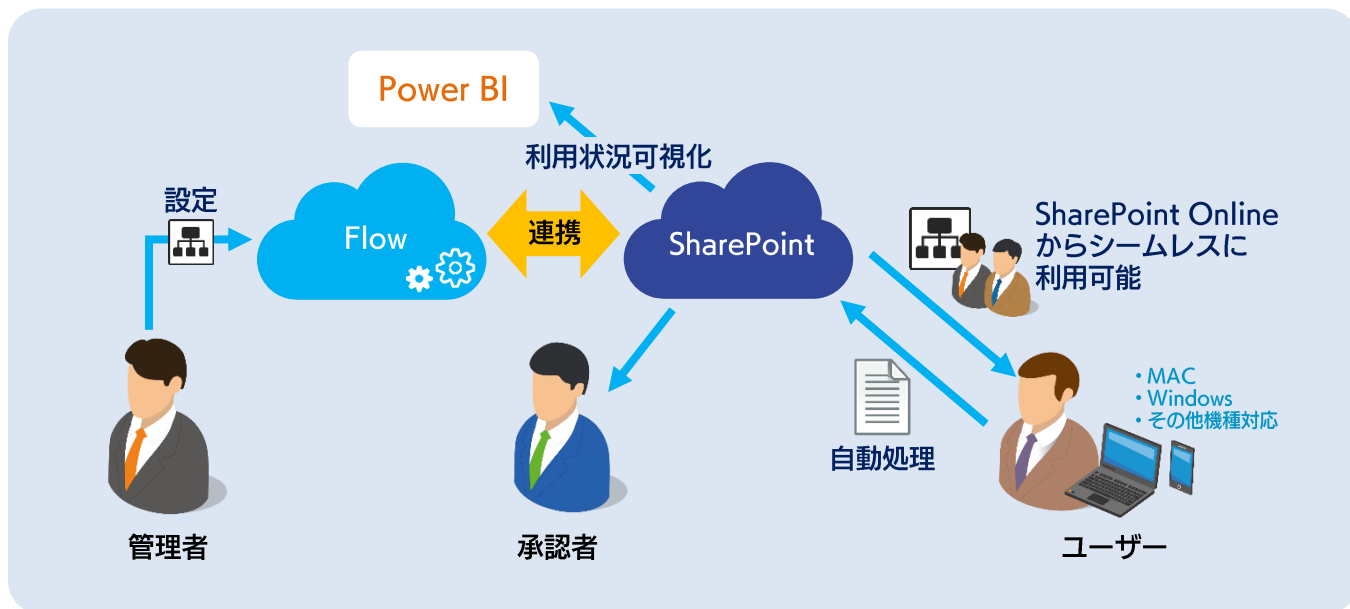 Power BI
利用状況可視化
設定
Flow
連携
SharePoint
SharePoint Online
からシームレスに
利用可能
・MAC
・Windows
・その他機種対応
自動処理
管理者
承認者
ユーザー